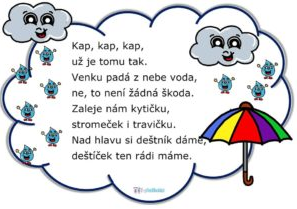 Kap, kap, kap,
už je tomu tak.
Venku padá z nebe voda,
ne, to není žádná škoda.
Zaleje nám kytičku,
stromeček i travičku.
Nad hlavu si deštník dáme,
deštíček ten rádi máme.